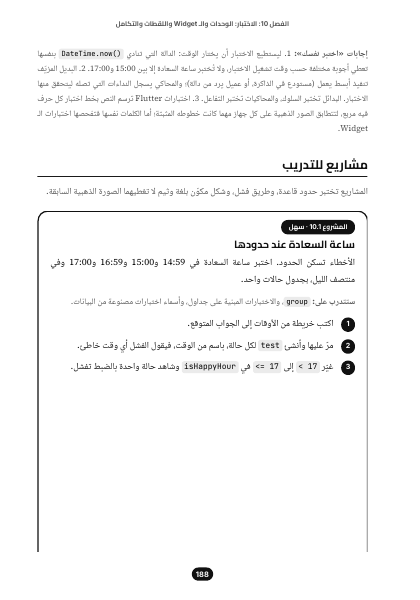 الفصل 10: الاختبار: الوحدات والـ Widget واللقطات والتكامل
إجابات «اختبر نفسك»: 1. ليستطيع الاختبار أن يختار الوقت: الدالة التي تنادي DateTime.now() بنفسها
تعطي أجوبة مختلفة حسب وقت تشغيل الاختبار، ولا تُختبر ساعة السعادة إلا بين 15:00 و17:00. 2. البديل المزيّف
تنفيذ أبسط يعمل (مستودع في الذاكرة، أو عميل يرد من دالة)؛ والمحاكي يسجل النداءات التي تصله ليتحقق منها
الاختبار. البدائل تختبر السلوك، والمحاكيات تختبر التفاعل. 3. اختبارات Flutter ترسم النص بخط اختبار كل حرف
فيه مربع، لتتطابق الصور الذهبية على كل جهاز مهما كانت خطوطه المثبتة؛ أما الكلمات نفسها فتفحصها اختبارات الـ
Widget.
مشاريع للتدريب
المشاريع تختبر حدود قاعدة، وطريق فشل، وشكل مكوّن بلغة وثيم لا تغطيهما الصورة الذهبية السابقة.
المشروع 10.1 · سهل
ساعة السعادة عند حدودها
الأخطاء تسكن الحدود. اختبر ساعة السعادة في 14:59 و15:00 و16:59 و17:00 وفي
منتصف الليل، بجدول حالات واحد.
ستتدرب على: group، والاختبارات المبنية على جداول، وأسماء اختبارات مصنوعة من البيانات.
1 اكتب خريطة من الأوقات إلى الجواب المتوقع.
2 مرّ عليها وأنشئ test لكل حالة، باسم من الوقت، فيقول الفشل أي وقت خاطئ.
3 غيّر < 17 إلى <= 17 في isHappyHour وشاهد حالة واحدة بالضبط تفشل.
188